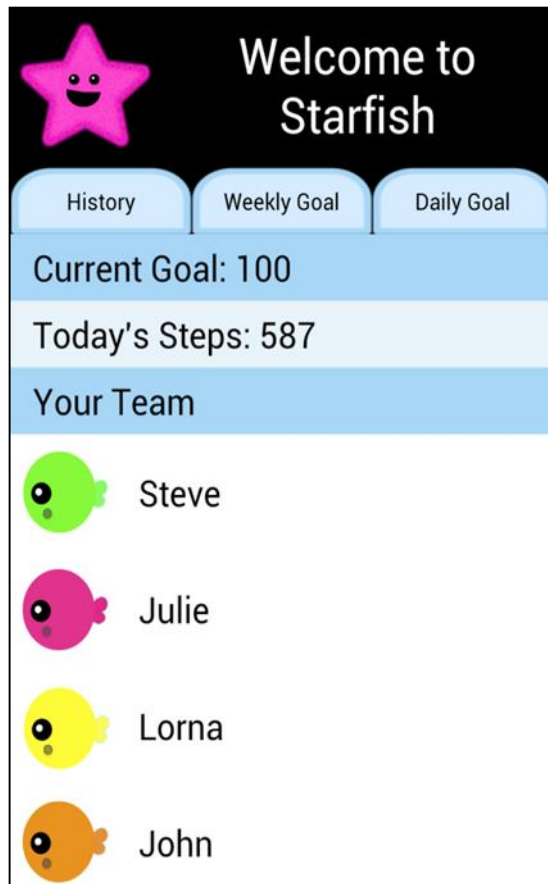 Welcome to
Starfish
History
Weekly Goal
Daily Goal
Current Goal: 100
Today's Steps: 587
Your Team
Steve
Julie
Lorna
John